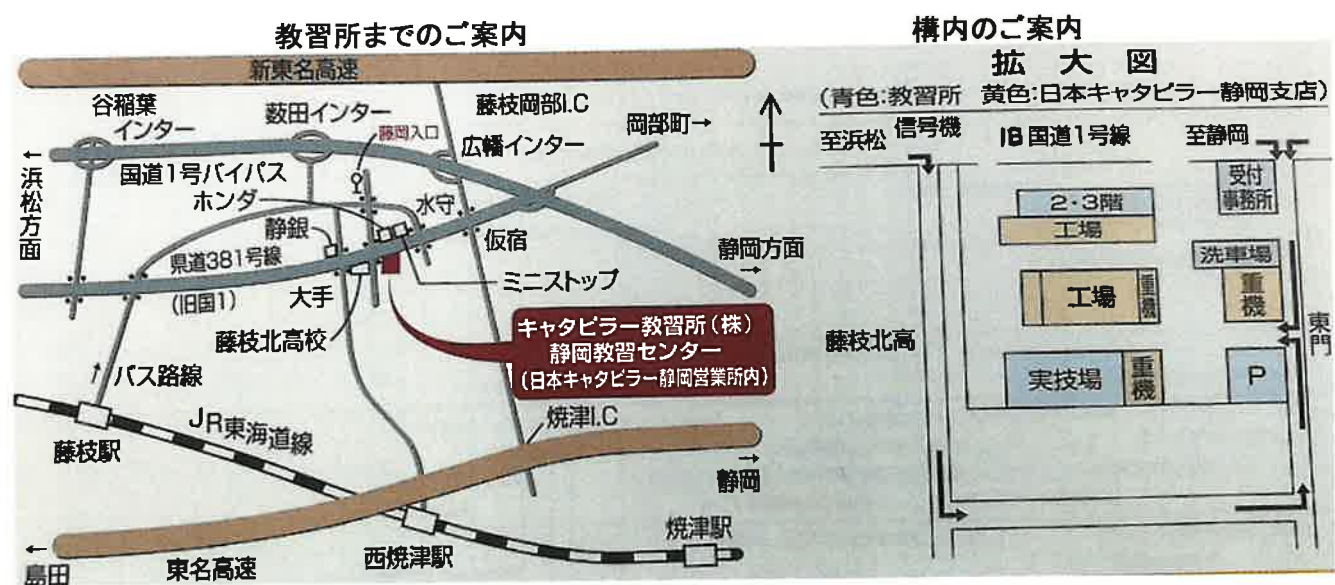 教習所までのご案内
新東名高速
谷稲葉
インター
薮田インター
藤岡入口
藤枝岡部I.C
広幡インター
岡部町→
←浜松方面
国道1号バイパス
ホンダ
水守
静銀
仮宿
県道381号線
(旧国1)
大手
ミニストップ
静岡方面
→
藤枝北高校
キャタピラー教習所(株)
静岡教習センター
(日本キャタピラー静岡営業所内)
バス路線
JR東海道線
藤枝駅
焼津I.C
→
静岡
焼津駅
西焼津駅
東名高速
←
島田
構内のご案内
拡大図
(青色:教習所 黄色:日本キャタピラー静岡支店)
至浜松 信号機 旧国道1号線 至静岡
受付
事務所
2・3階
工場
洗車場
工場
重機
重機
東門
藤枝北高
実技場
重機
P